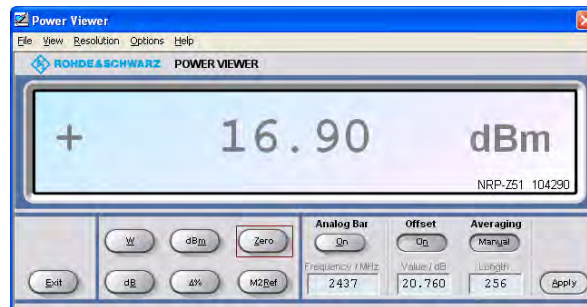 Power Viewer
File View Resolution Options Help
ROHDE&SCHWARZ POWER VIEWER
+ 16.90 dBm
NRP-Z51 104290
Analog Bar Offset Averaging
W dBm Zero On On Manual
Frequency / MHz Value / dB Length
Exit dB Δ% M2Ref 2437 20.760 256 Apply